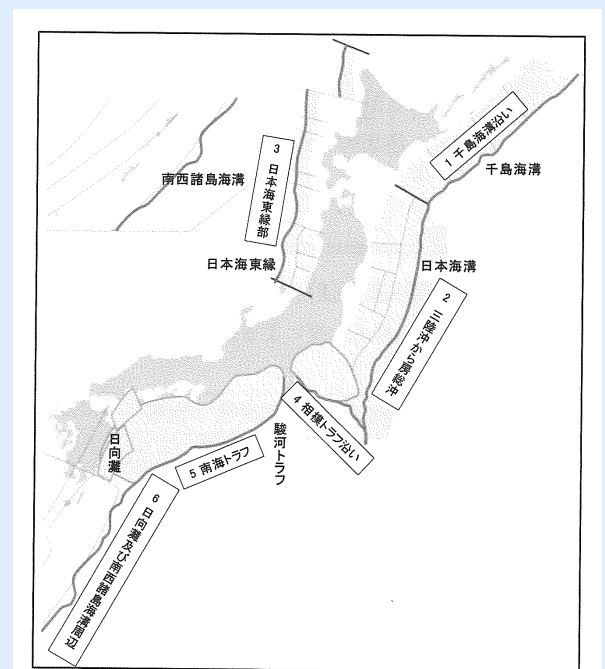 1 千島海溝沿い
千島海溝
南西諸島海溝
3 日本海東縁部
日本海東縁
日本海溝
2 三陸沖から房総沖
4 相模トラフ沿い
駿河トラフ
日向灘
5 南海トラフ
6 日向灘及び南西諸島海溝周辺